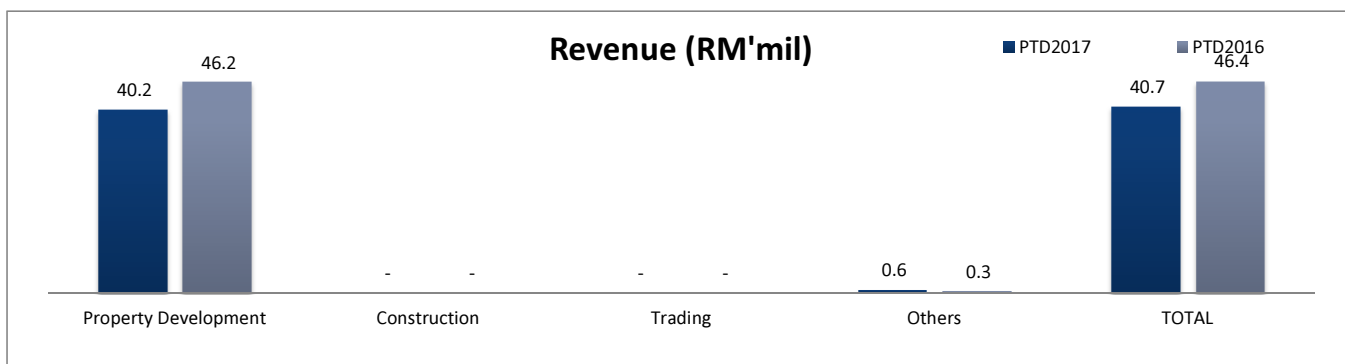 Revenue (RM'mil)
PTD2017 PTD2016
40.2 46.2 - - - - 0.6 0.3 40.7 46.4
Property Development Construction Trading Others TOTAL